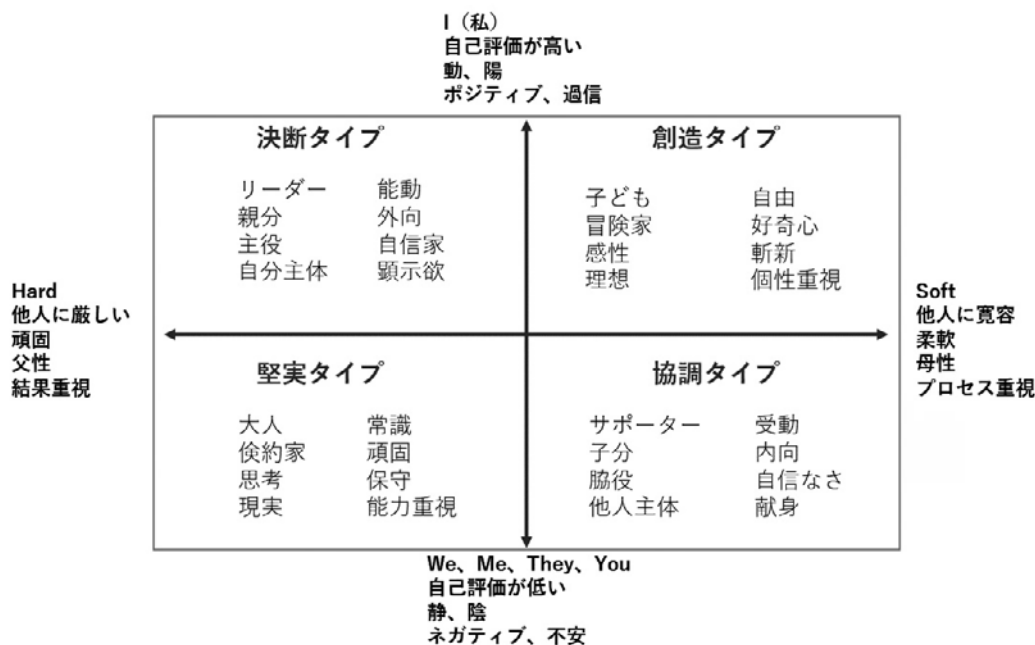 I（私）
自己評価が高い
動、陽
ポジティブ、過信
決断タイプ
リーダー 能動
親分 外向
主役 自信家
自分主体 顕示欲
創造タイプ
子ども 自由
冒険家 好奇心
感性 斬新
理想 個性重視
Hard
他人に厳しい
頑固
父性
結果重視
Soft
他人に寛容
柔軟
母性
プロセス重視
堅実タイプ
大人 常識
倹約家 頑固
思考 保守
現実 能力重視
協調タイプ
サポーター 受動
子分 内向
脇役 自信なさ
他人主体 献身
We、Me、They、You
自己評価が低い
静、陰
ネガティブ、不安